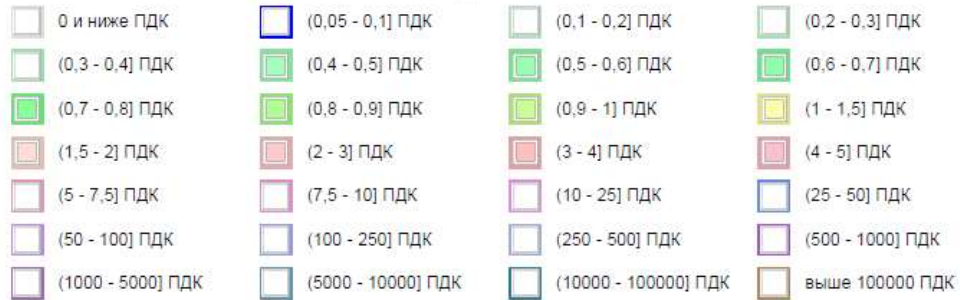 0 и ниже ПДК (0,05 - 0,1] ПДК (0,1 - 0,2] ПДК (0,2 - 0,3] ПДК
(0,3 - 0,4] ПДК (0,4 - 0,5] ПДК (0,5 - 0,6] ПДК (0,6 - 0,7] ПДК
(0,7 - 0,8] ПДК (0,8 - 0,9] ПДК (0,9 - 1] ПДК (1 - 1,5] ПДК
(1,5 - 2] ПДК (2 - 3] ПДК (3 - 4] ПДК (4 - 5] ПДК
(5 - 7,5] ПДК (7,5 - 10] ПДК (10 - 25] ПДК (25 - 50] ПДК
(50 - 100] ПДК (100 - 250] ПДК (250 - 500] ПДК (500 - 1000] ПДК
(1000 - 5000] ПДК (5000 - 10000] ПДК (10000 - 100000] ПДК выше 100000 ПДК